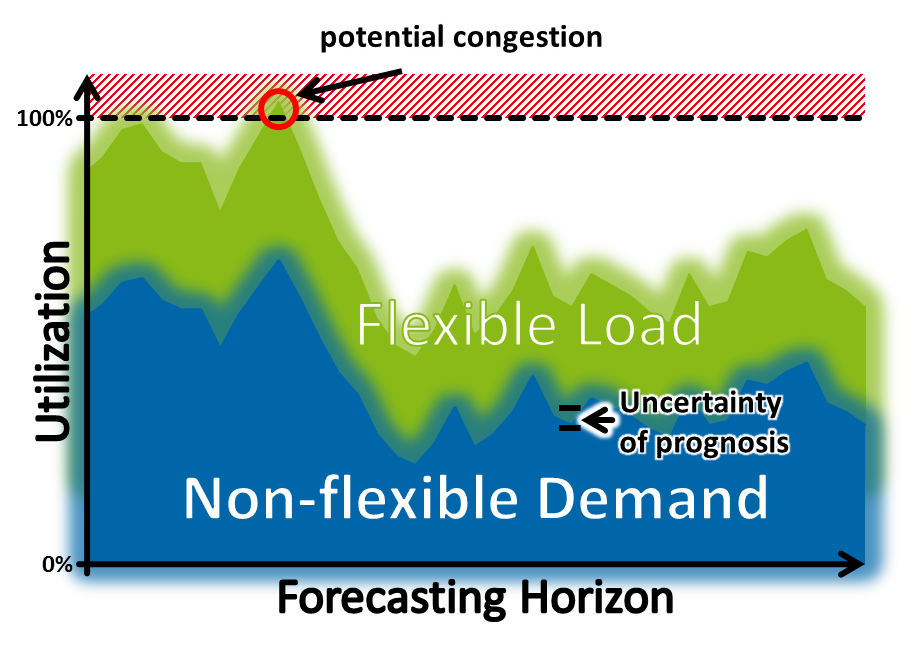 potential congestion
100%
Utilization
Flexible Load
Uncertainty
of prognosis
Non-flexible Demand
0%
Forecasting Horizon